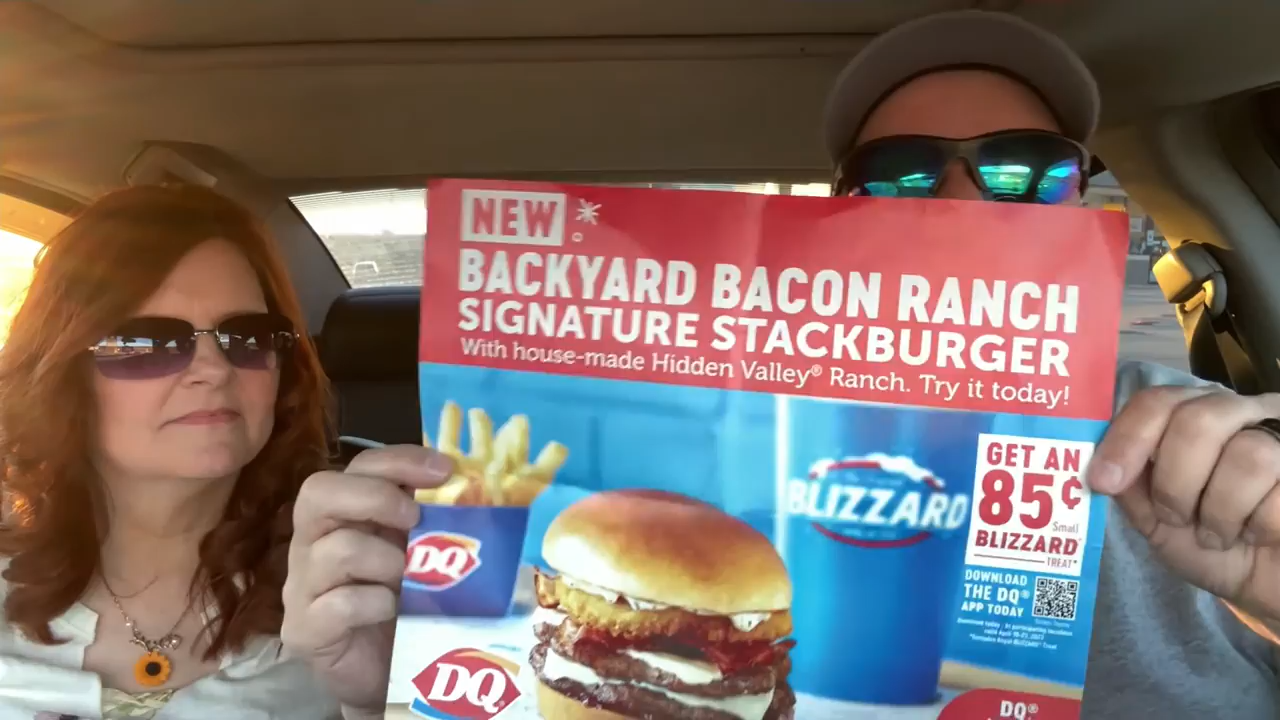 NEW
BACKYARD BACON RANCH
SIGNATURE STACKBURGER
With house-made Hidden Valley® Ranch. Try it today!
BLIZZARD
GET AN
85¢
Small
BLIZZARD
TREAT*
DOWNLOAD
THE DQ®
APP TODAY
DQ
DQ
DQ®